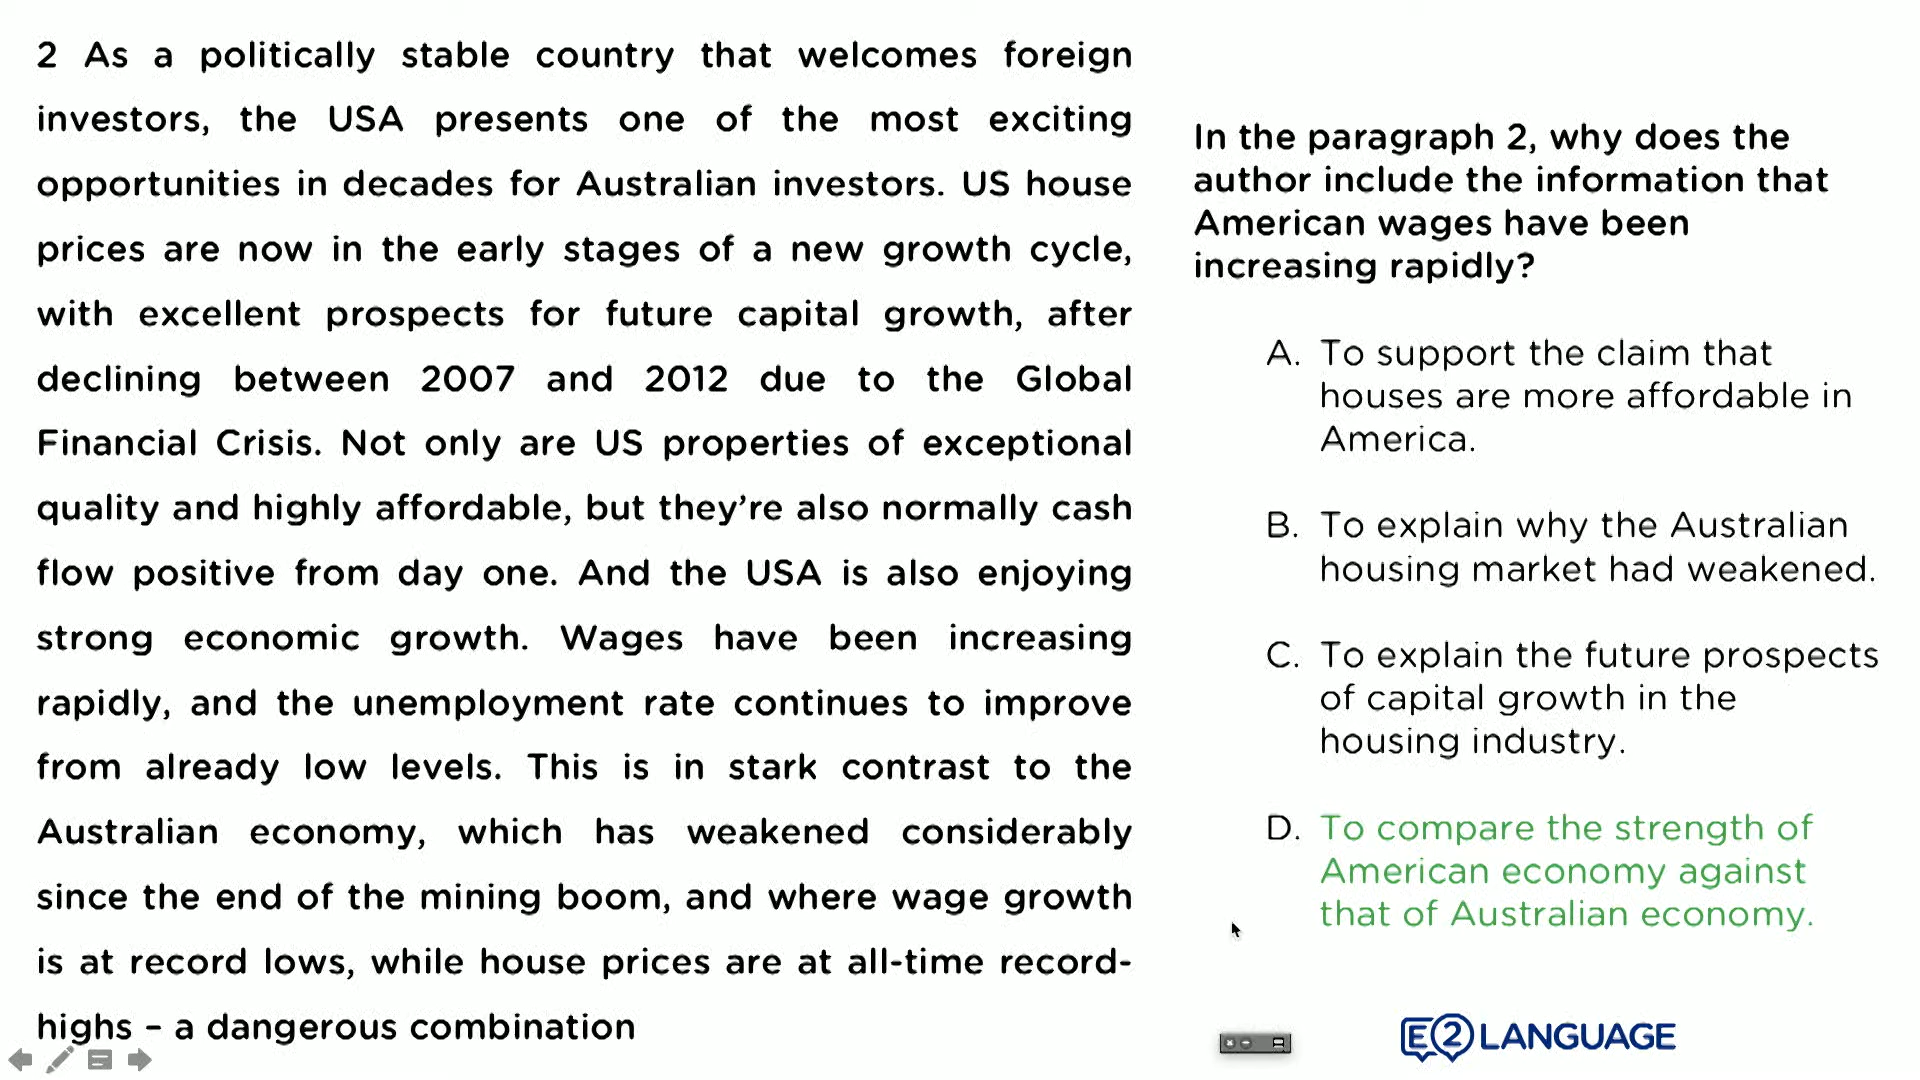 2 As a politically stable country that welcomes foreign
investors, the USA presents one of the most exciting
opportunities in decades for Australian investors. US house
prices are now in the early stages of a new growth cycle,
with excellent prospects for future capital growth, after
declining between 2007 and 2012 due to the Global
Financial Crisis. Not only are US properties of exceptional
quality and highly affordable, but they’re also normally cash
flow positive from day one. And the USA is also enjoying
strong economic growth. Wages have been increasing
rapidly, and the unemployment rate continues to improve
from already low levels. This is in stark contrast to the
Australian economy, which has weakened considerably
since the end of the mining boom, and where wage growth
is at record lows, while house prices are at all-time record-
highs – a dangerous combination
In the paragraph 2, why does the
author include the information that
American wages have been
increasing rapidly?
A. To support the claim that
houses are more affordable in
America.
B. To explain why the Australian
housing market had weakened.
C. To explain the future prospects
of capital growth in the
housing industry.
D. To compare the strength of
American economy against
that of Australian economy.
E2 LANGUAGE